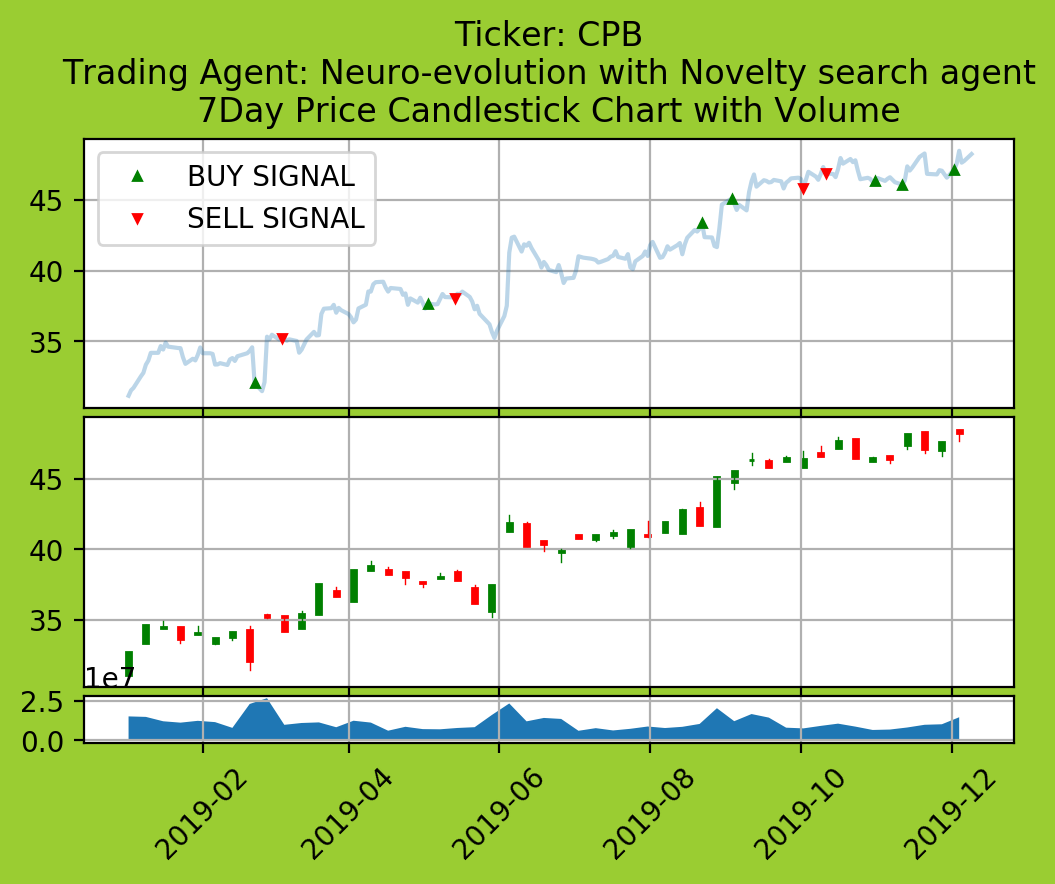 Ticker: CPB
Trading Agent: Neuro-evolution with Novelty search agent
7Day Price Candlestick Chart with Volume
BUY SIGNAL
SELL SIGNAL
45
40
35
45
40
35
1e7
2.5
0.0
2019-02
2019-04
2019-06
2019-08
2019-10
2019-12